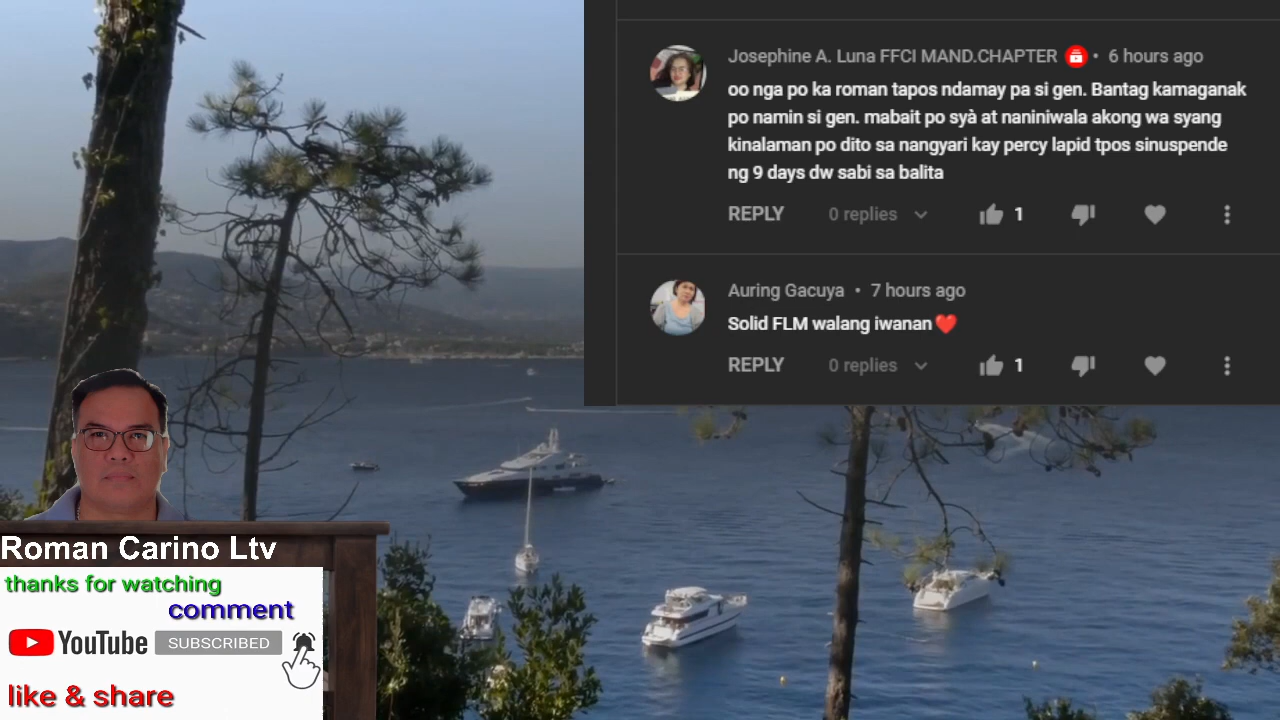 Josephine A. Luna FFCI MAND.CHAPTER • 6 hours ago
oo nga po ka roman tapos ndamay pa si gen. Bantag kamaganak
po namin si gen. mabait po syà at naniniwala akong wa syang
kinalaman po dito sa nangyari kay percy lapid tpos sinuspende
ng 9 days dw sabi sa balita
REPLY 0 replies 1
Auring Gacuya • 7 hours ago
Solid FLM walang iwanan❤️
REPLY 0 replies 1
Roman Carino Ltv
thanks for watching
comment
YouTube SUBSCRIBED
like & share